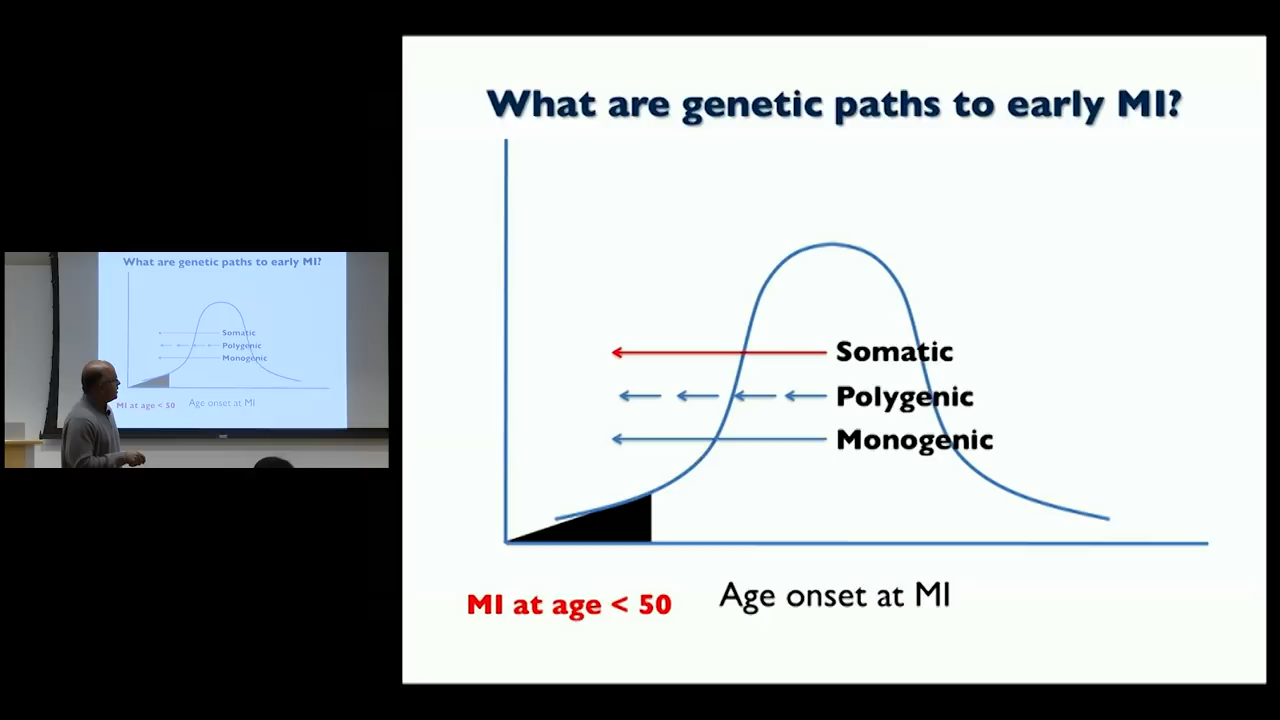 What are genetic paths to early MI?
Somatic
Polygenic
Monogenic
MI at age < 50
Age onset at MI
What are genetic paths to early MI?
Somatic
Polygenic
Monogenic
MI at age < 50
Age onset at MI